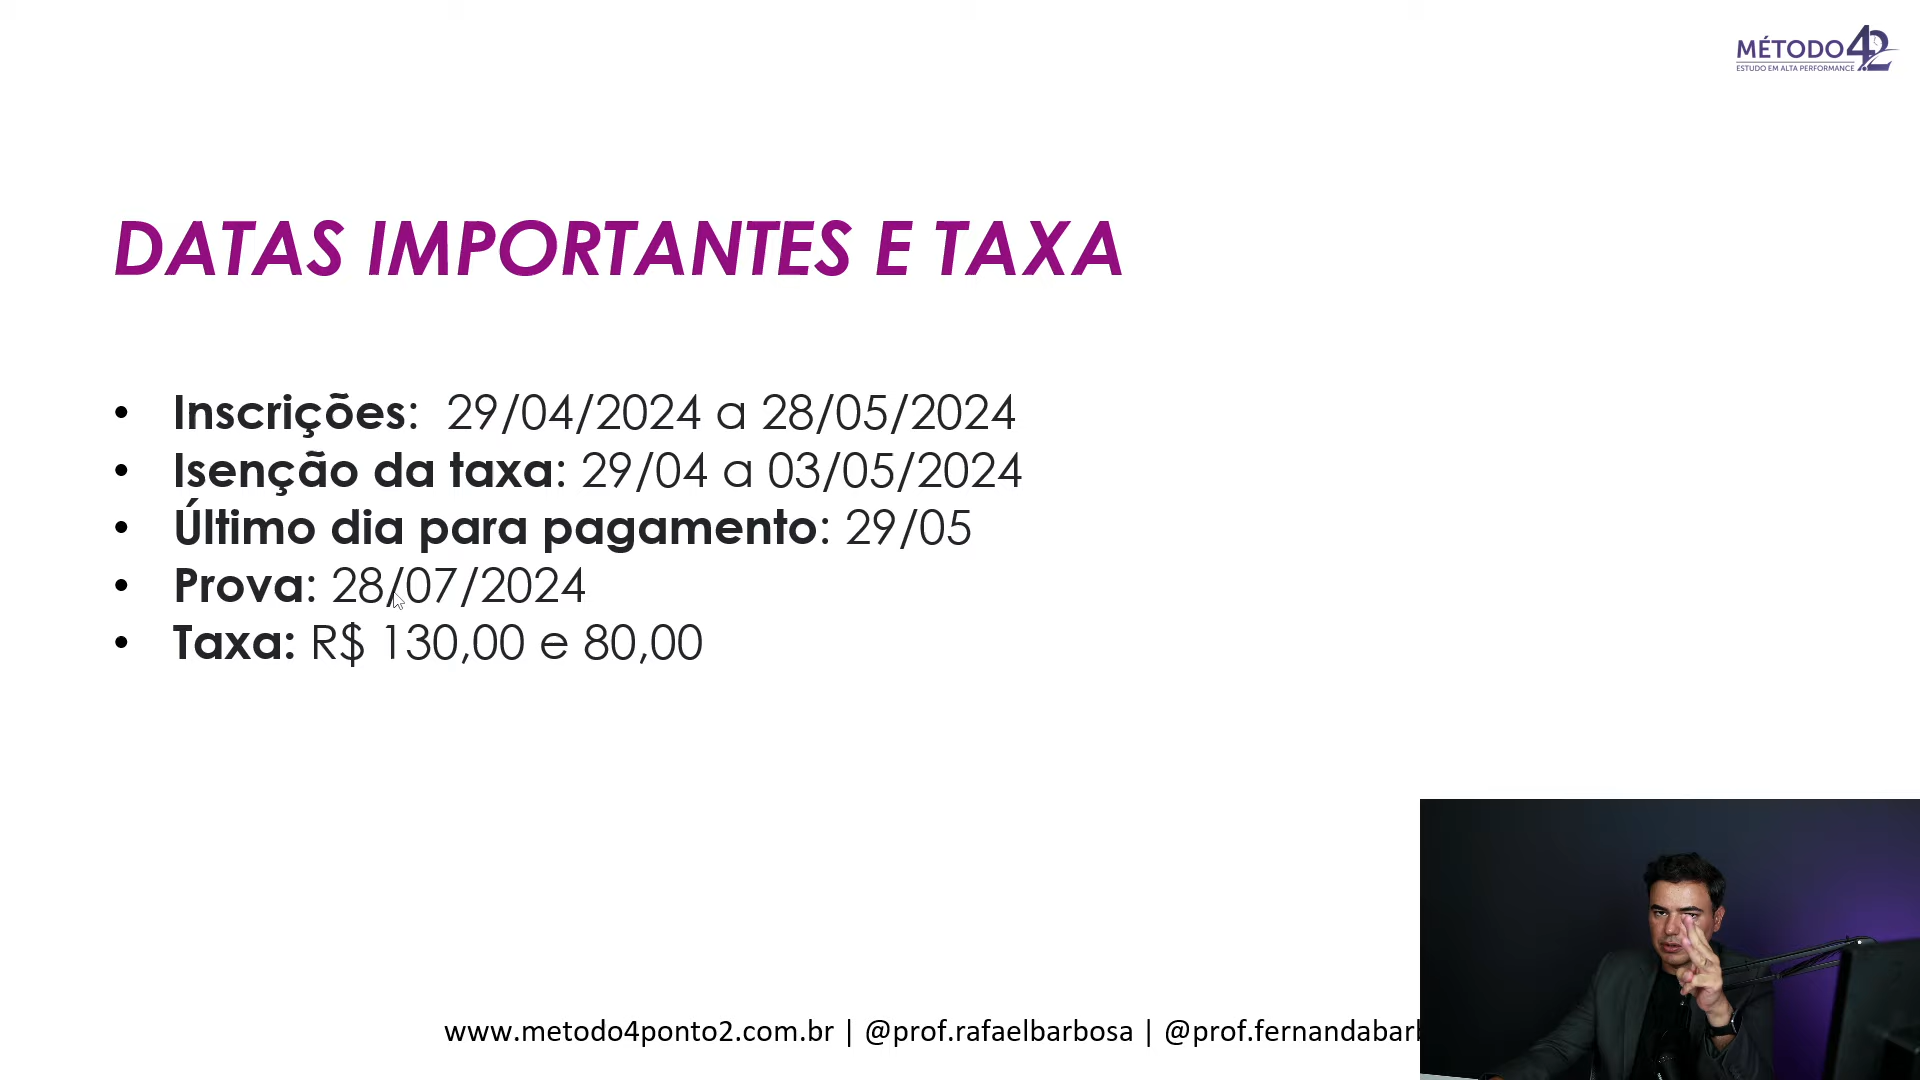 MÉTODO 4.2
ESTUDO EM ALTA PERFORMANCE
DATAS IMPORTANTES E TAXA
• Inscrições: 29/04/2024 a 28/05/2024
• Isenção da taxa: 29/04 a 03/05/2024
• Último dia para pagamento: 29/05
• Prova: 28/07/2024
• Taxa: R$ 130,00 e 80,00
www.metodo4ponto2.com.br | @prof.rafaelbarbosa | @prof.fernandabarb